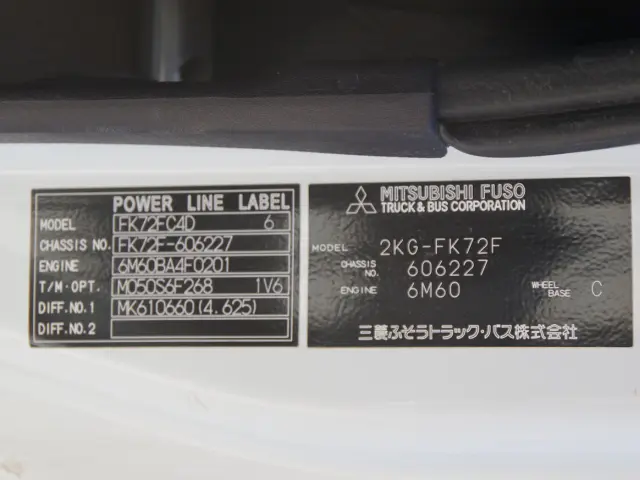 POWER LINE LABEL
MODEL FK72FC4D 6
CHASSIS NO. FK72F-606227
ENGINE 6M60BA4F0201
T/M·OPT. M050S6F268 1V6
DIFF.NO.1 MK610660(4.625)
DIFF.NO.2
MITSUBISHI FUSO
TRUCK & BUS CORPORATION
MODEL 2KG-FK72F
CHASSIS NO. 606227
ENGINE 6M60 WHEEL BASE C
三菱ふそうトラック・バス株式会社